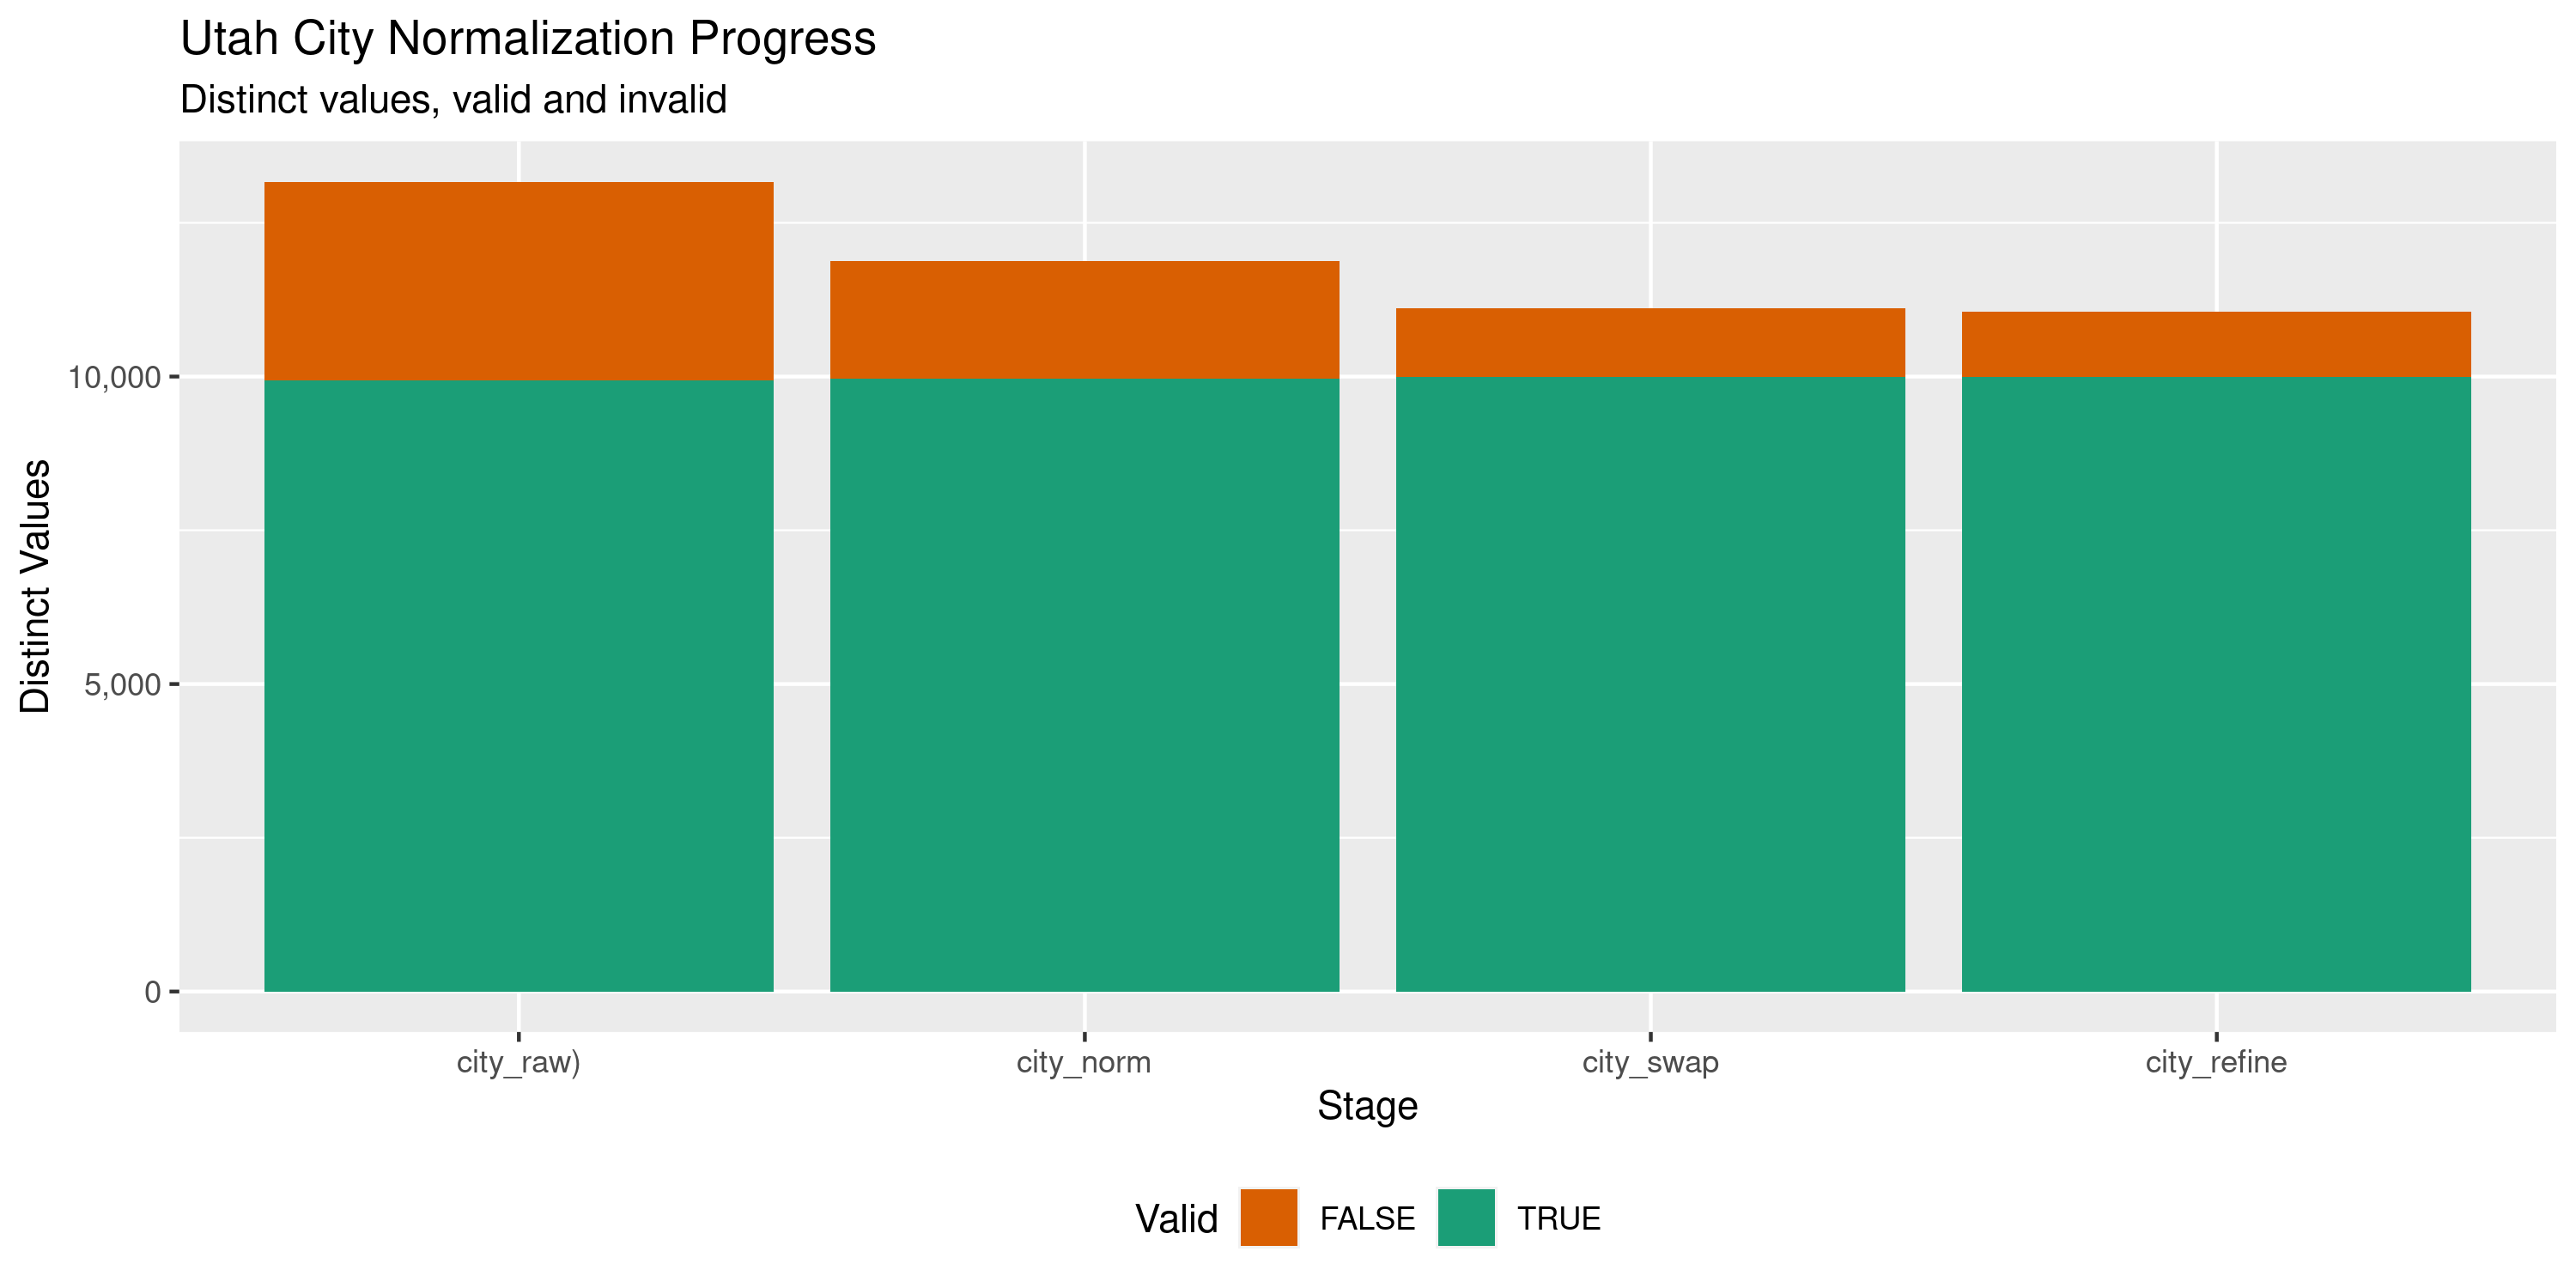 Utah City Normalization Progress
Distinct values, valid and invalid
Distinct Values
10,000
5,000
0
city_raw)
city_norm
city_swap
city_refine
Stage
Valid
FALSE
TRUE